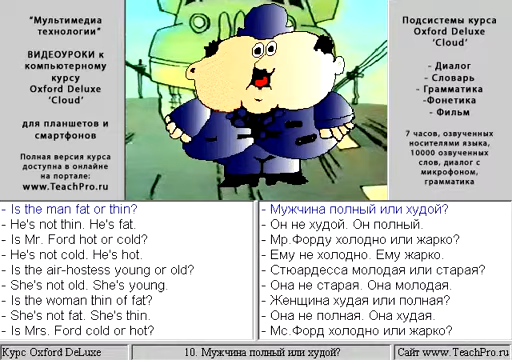 "Мультимедиа
технологии"
ВИДЕОУРОКИ к
компьютерному
курсу
Oxford Deluxe
'Cloud'
для планшетов и
смартфонов
Полная версия курса
доступна в онлайне
на портале:
www.TeachPro.ru
Подсистемы курса
Oxford Deluxe
'Cloud'
- Диалог
- Словарь
- Грамматика
-Фонетика
- Фильм
7 часов, озвученных
носителями языка,
10000 озвученных
слов, диалог с
микрофоном,
грамматика
- Is the man fat or thin?
- He's not thin. He's fat.
- Is Mr. Ford hot or cold?
- He's not cold. He's hot.
- Is the air-hostess young or old?
- She's not old. She's young.
- Is the woman thin of fat?
- She's not fat. She's thin.
- Is Mrs. Ford cold or hot?
- Мужчина полный или худой?
- Он не худой. Он полный.
- Мр.Форду холодно или жарко?
- Ему не холодно. Ему жарко.
- Стюардесса молодая или старая?
- Она не старая. Она молодая.
- Женщина худая или полная?
- Она не полная. Она худая.
- Мс.Форд холодно или жарко?
Курс Oxford DeLuxe
10. Мужчина полный или худой?
Сайт www.TeachPro.ru